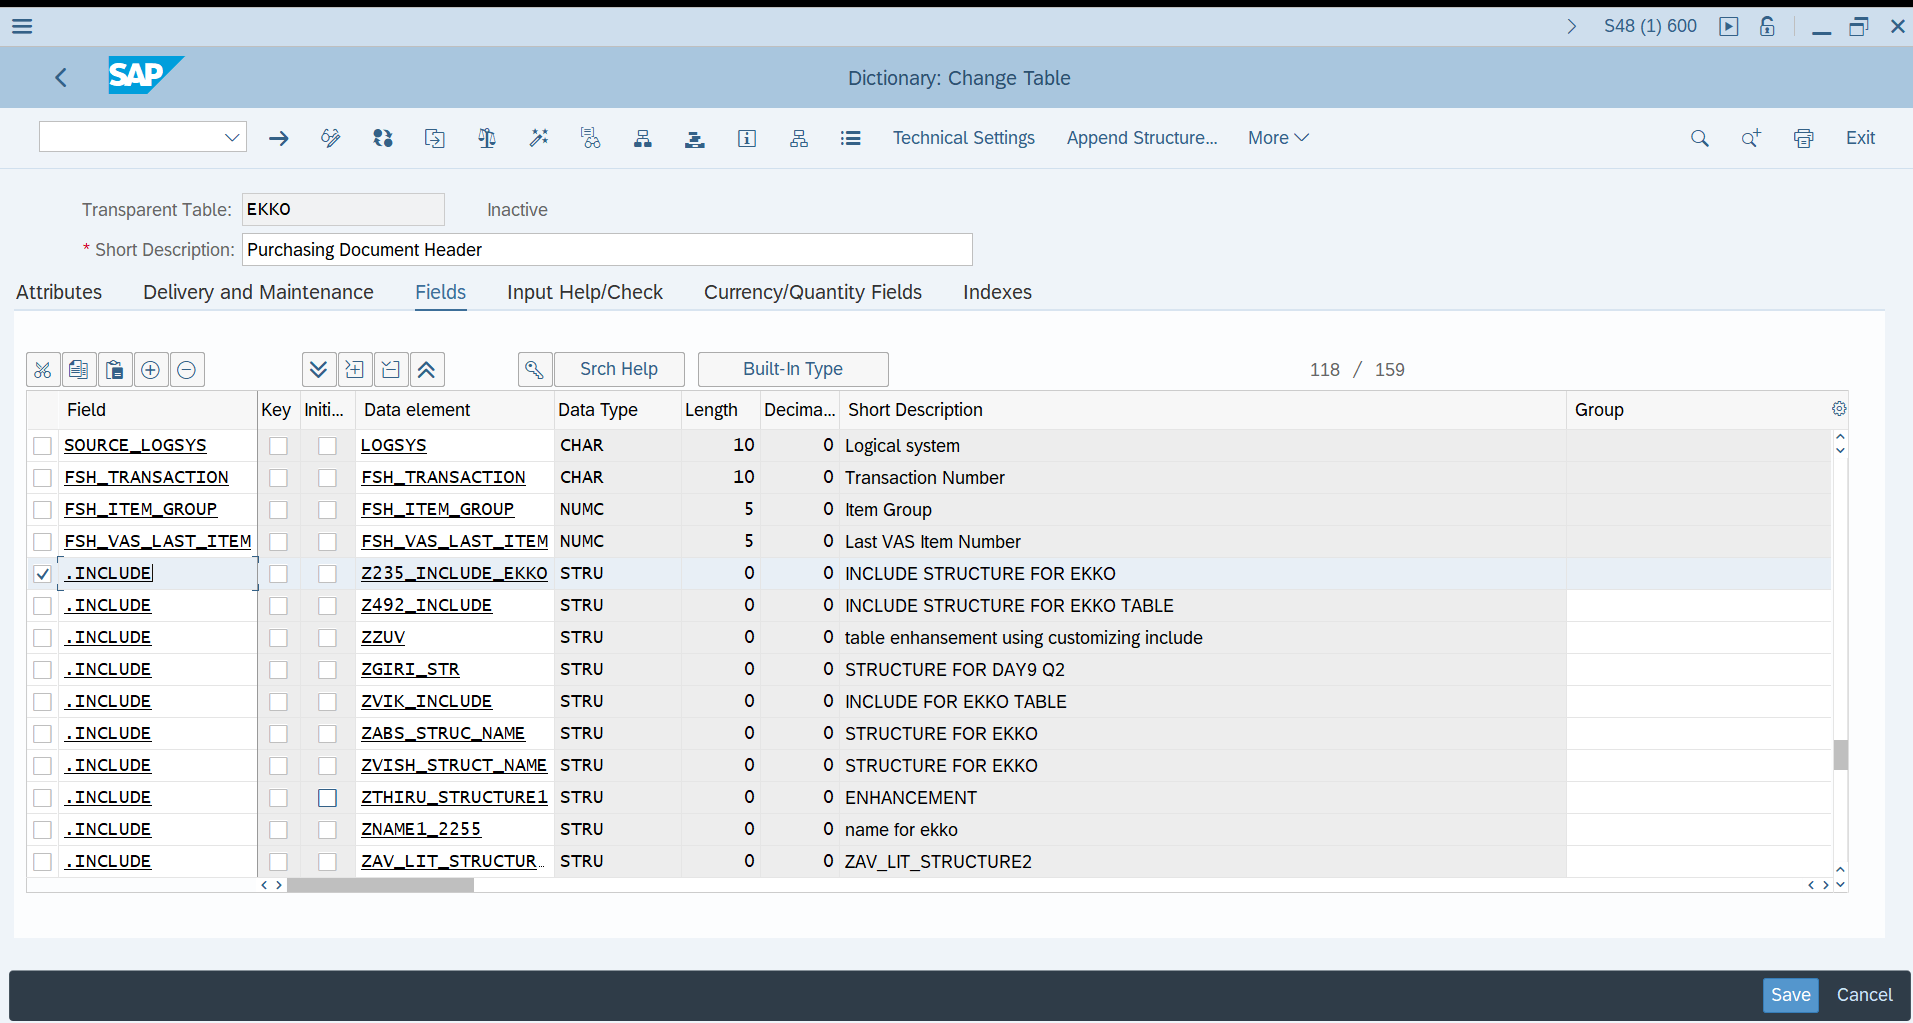 S48 (1) 600
SAP
Dictionary: Change Table
Technical Settings Append Structure... More Exit
Transparent Table: EKKO Inactive
* Short Description: Purchasing Document Header
Attributes Delivery and Maintenance Fields Input Help/Check Currency/Quantity Fields Indexes
Srch Help Built-In Type 118 / 159
Field Key Initi... Data element Data Type Length Decima... Short Description Group
SOURCE_LOGSYS LOGSYS CHAR 10 0 Logical system
FSH_TRANSACTION FSH_TRANSACTION CHAR 10 0 Transaction Number
FSH_ITEM_GROUP FSH_ITEM_GROUP NUMC 5 0 Item Group
FSH_VAS_LAST_ITEM FSH_VAS_LAST_ITEM NUMC 5 0 Last VAS Item Number
.INCLUDE Z235_INCLUDE_EKKO STRU 0 0 INCLUDE STRUCTURE FOR EKKO
.INCLUDE Z492_INCLUDE STRU 0 0 INCLUDE STRUCTURE FOR EKKO TABLE
.INCLUDE ZZUV STRU 0 0 table enhansement using customizing include
.INCLUDE ZGIRI_STR STRU 0 0 STRUCTURE FOR DAY9 Q2
.INCLUDE ZVIK_INCLUDE STRU 0 0 INCLUDE FOR EKKO TABLE
.INCLUDE ZABS_STRUC_NAME STRU 0 0 STRUCTURE FOR EKKO
.INCLUDE ZVISH_STRUCT_NAME STRU 0 0 STRUCTURE FOR EKKO
.INCLUDE ZTHIRU_STRUCTURE1 STRU 0 0 ENHANCEMENT
.INCLUDE ZNAME1_2255 STRU 0 0 name for ekko
.INCLUDE ZAV_LIT_STRUCTUR… STRU 0 0 ZAV_LIT_STRUCTURE2
Save Cancel